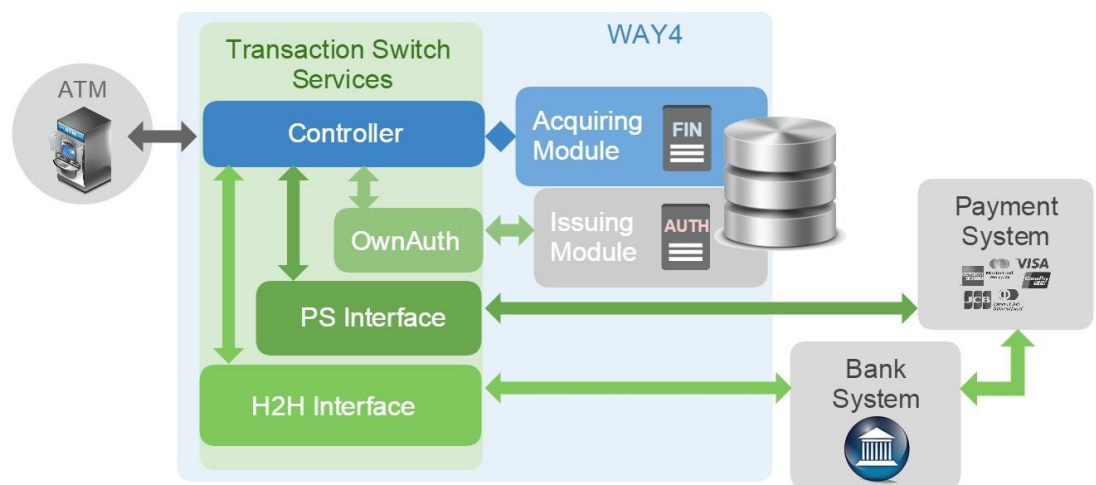 WAY4
Transaction Switch
Services
ATM
Controller
Acquiring
Module
FIN
OwnAuth
Issuing
Module
AUTH
Payment
System
VISA
JCB
PS Interface
H2H Interface
Bank
System